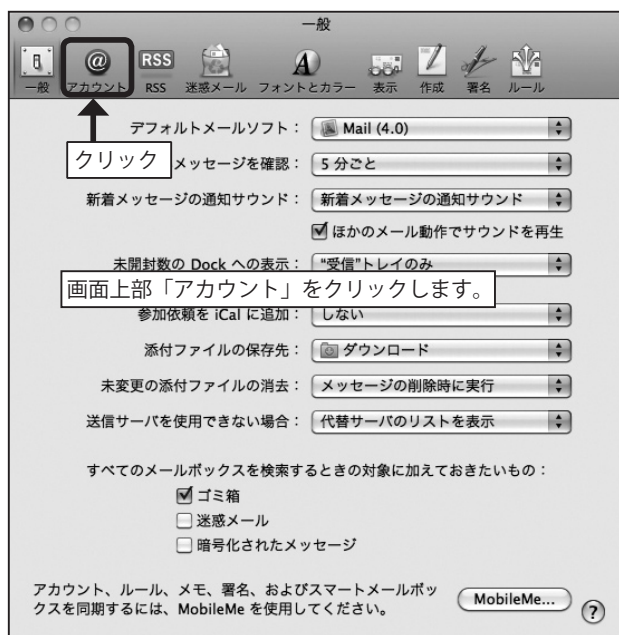 一般
RSS
一般 アカウント RSS 迷惑メール フォントとカラー 表示 作成 署名 ルール
デフォルトメールソフト： Mail (4.0)
クリック
メッセージを確認： 5 分ごと
新着メッセージの通知サウンド： 新着メッセージの通知サウンド
ほかのメール動作でサウンドを再生
未開封数の Dock への表示： “受信”トレイのみ
画面上部「アカウント」をクリックします。
参加依頼を iCal に追加： しない
添付ファイルの保存先： ダウンロード
未変更の添付ファイルの消去： メッセージの削除時に実行
送信サーバを使用できない場合： 代替サーバのリストを表示
すべてのメールボックスを検索するときの対象に加えておきたいもの：
ゴミ箱
迷惑メール
暗号化されたメッセージ
アカウント、ルール、メモ、署名、およびスマートメールボッ
クスを同期するには、MobileMe を使用してください。
MobileMe...
?